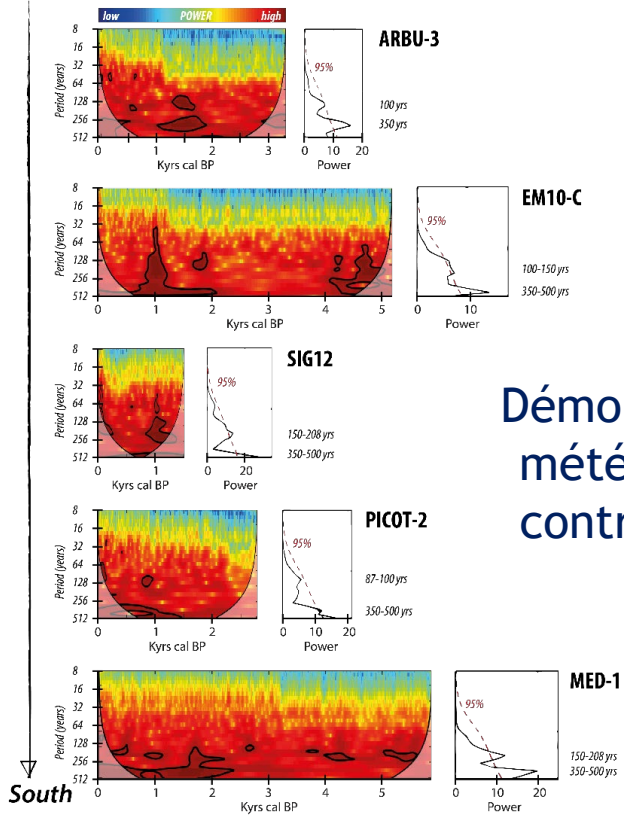 low POWER high
ARBU-3
Period (years)
8
16
32
64
128
256
512
0 1 2 3
Kyrs cal BP
95%
100 yrs
350 yrs
0 10 20
Power
EM10-C
Period (years)
8
16
32
64
128
256
512
0 1 2 3 4 5
Kyrs cal BP
95%
100-150 yrs
350-500 yrs
0 10
Power
SIG12
Period (years)
8
16
32
64
128
256
512
0 1
Kyrs cal BP
95%
150-208 yrs
350-500 yrs
0 20
Power
Démo
mété
contr
PICOT-2
Period (years)
8
16
32
64
128
256
512
0 1 2
Kyrs cal BP
95%
87-100 yrs
350-500 yrs
0 10 20
Power
MED-1
Period (years)
8
16
32
64
128
256
512
0 1 2 3 4 5
Kyrs cal BP
95%
150-208 yrs
350-500 yrs
0 10 20
Power
South